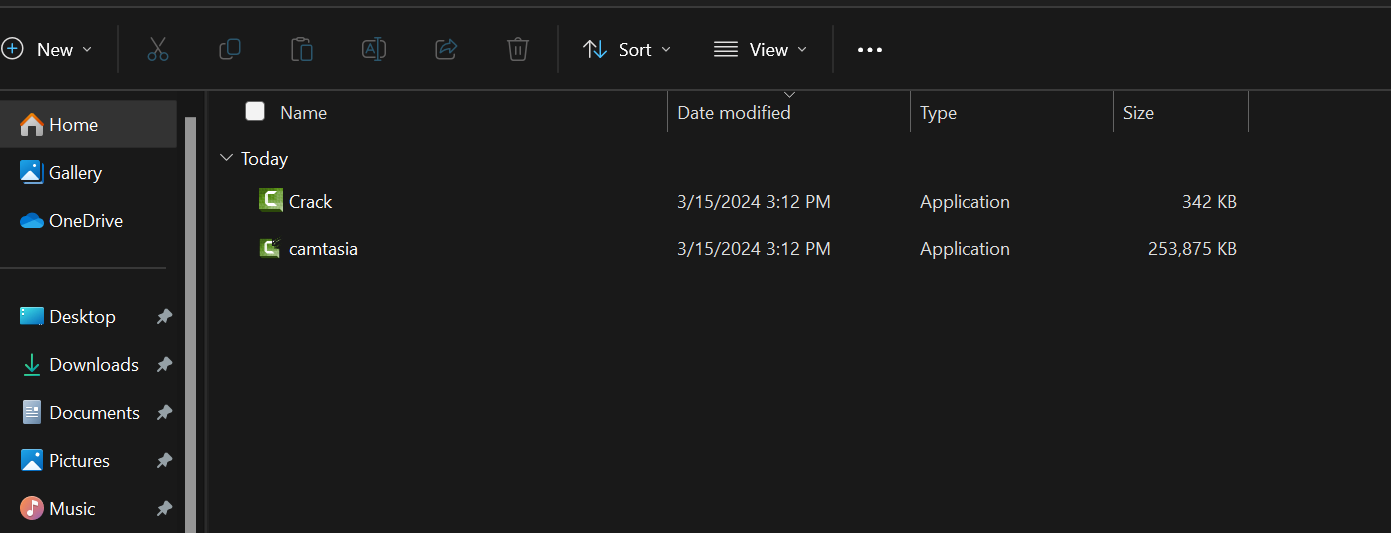 New Sort View
Name Date modified Type Size
Home
Today
Gallery
Crack 3/15/2024 3:12 PM Application 342 KB
OneDrive
camtasia 3/15/2024 3:12 PM Application 253,875 KB
Desktop
Downloads
Documents
Pictures
Music